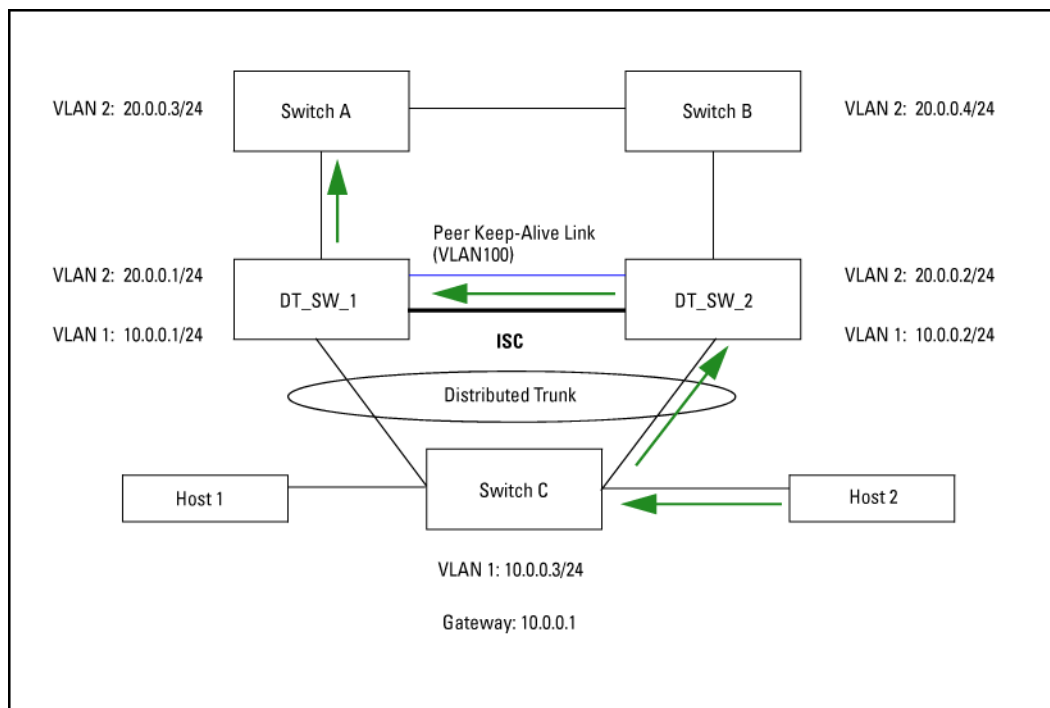 VLAN 2: 20.0.0.3/24
Switch A
Switch B
VLAN 2: 20.0.0.4/24
Peer Keep-Alive Link
(VLAN100)
VLAN 2: 20.0.0.1/24
VLAN 1: 10.0.0.1/24
DT_SW_1
DT_SW_2
VLAN 2: 20.0.0.2/24
VLAN 1: 10.0.0.2/24
ISC
Distributed Trunk
Host 1
Switch C
Host 2
VLAN 1: 10.0.0.3/24
Gateway: 10.0.0.1